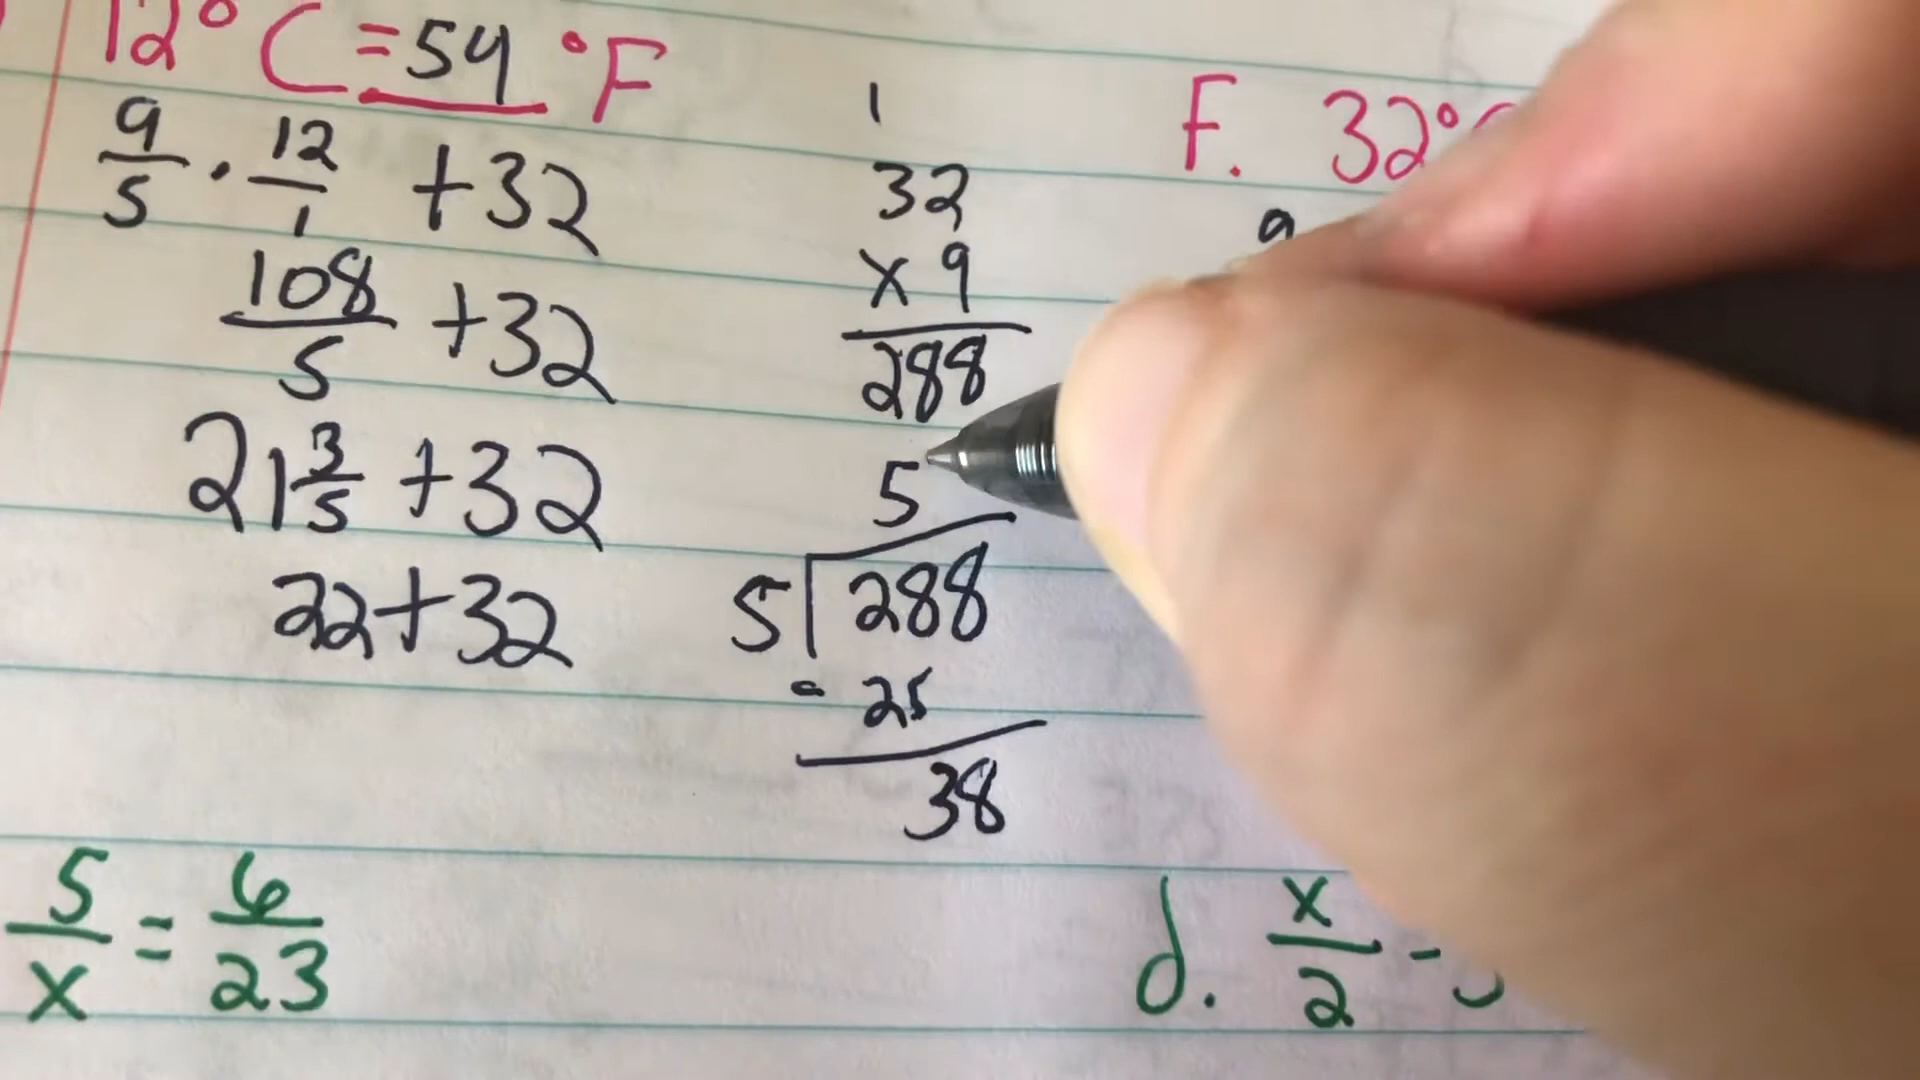 12° C = 54 °F
9/5 · 12/1 + 32
108/5 + 32
21 3/5 + 32
22 + 32
1
32
x 9
288
5
5 288
- 25
38
F. 32°
9
5/x = 6/23
d. x/2